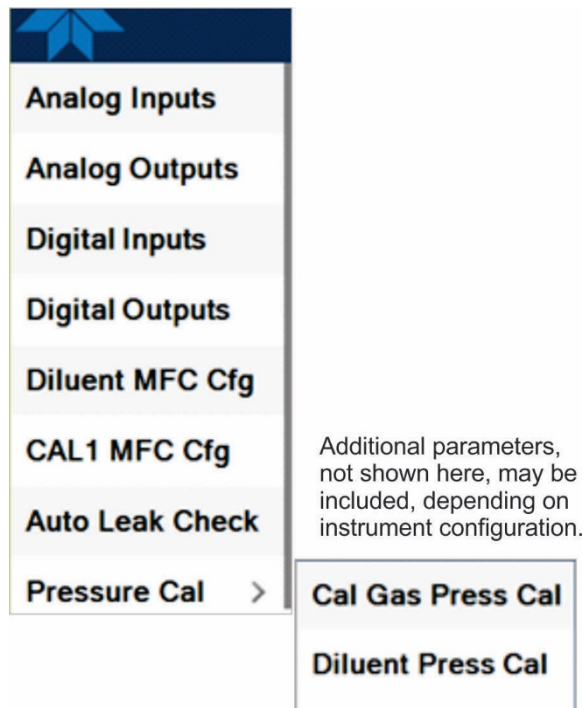 Analog Inputs
Analog Outputs
Digital Inputs
Digital Outputs
Diluent MFC Cfg
CAL1 MFC Cfg
Auto Leak Check
Pressure Cal >
Additional parameters,
not shown here, may be
included, depending on
instrument configuration.
Cal Gas Press Cal
Diluent Press Cal